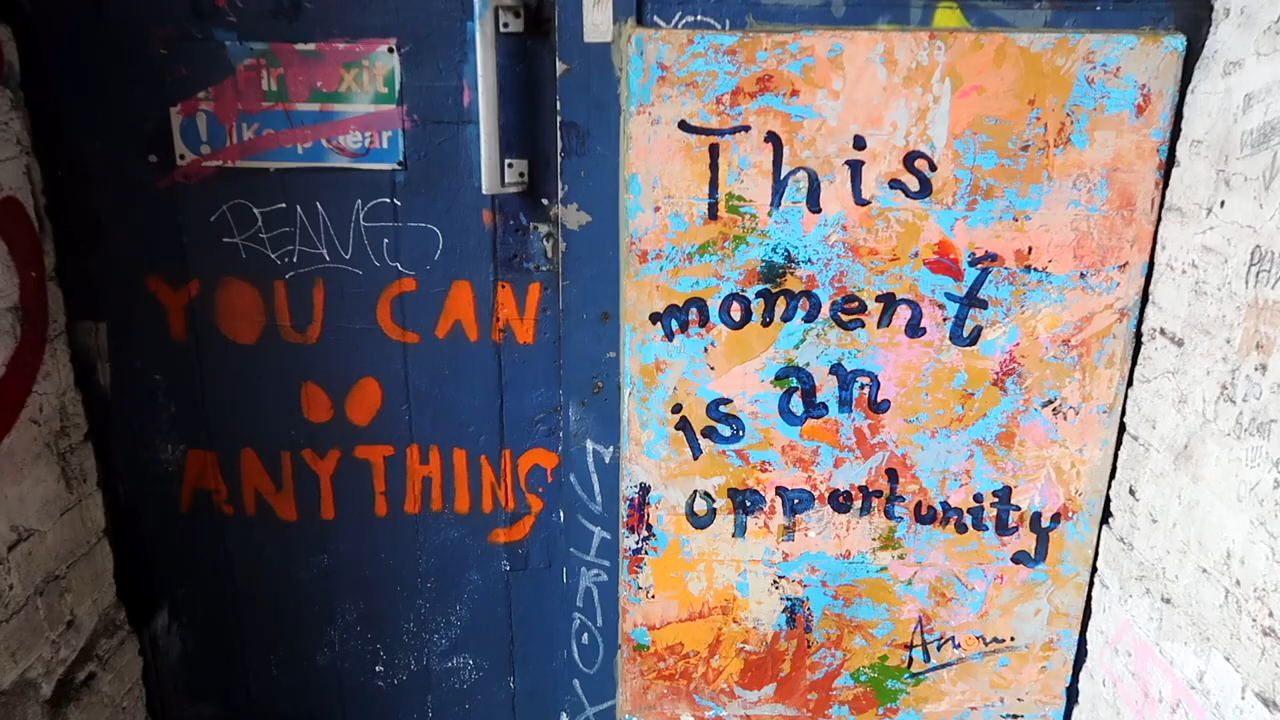 Fire exit
Keep clear
REAMS
YOU CAN
DO
ANYTHING
This
moment
is an
opportunity
Anon.